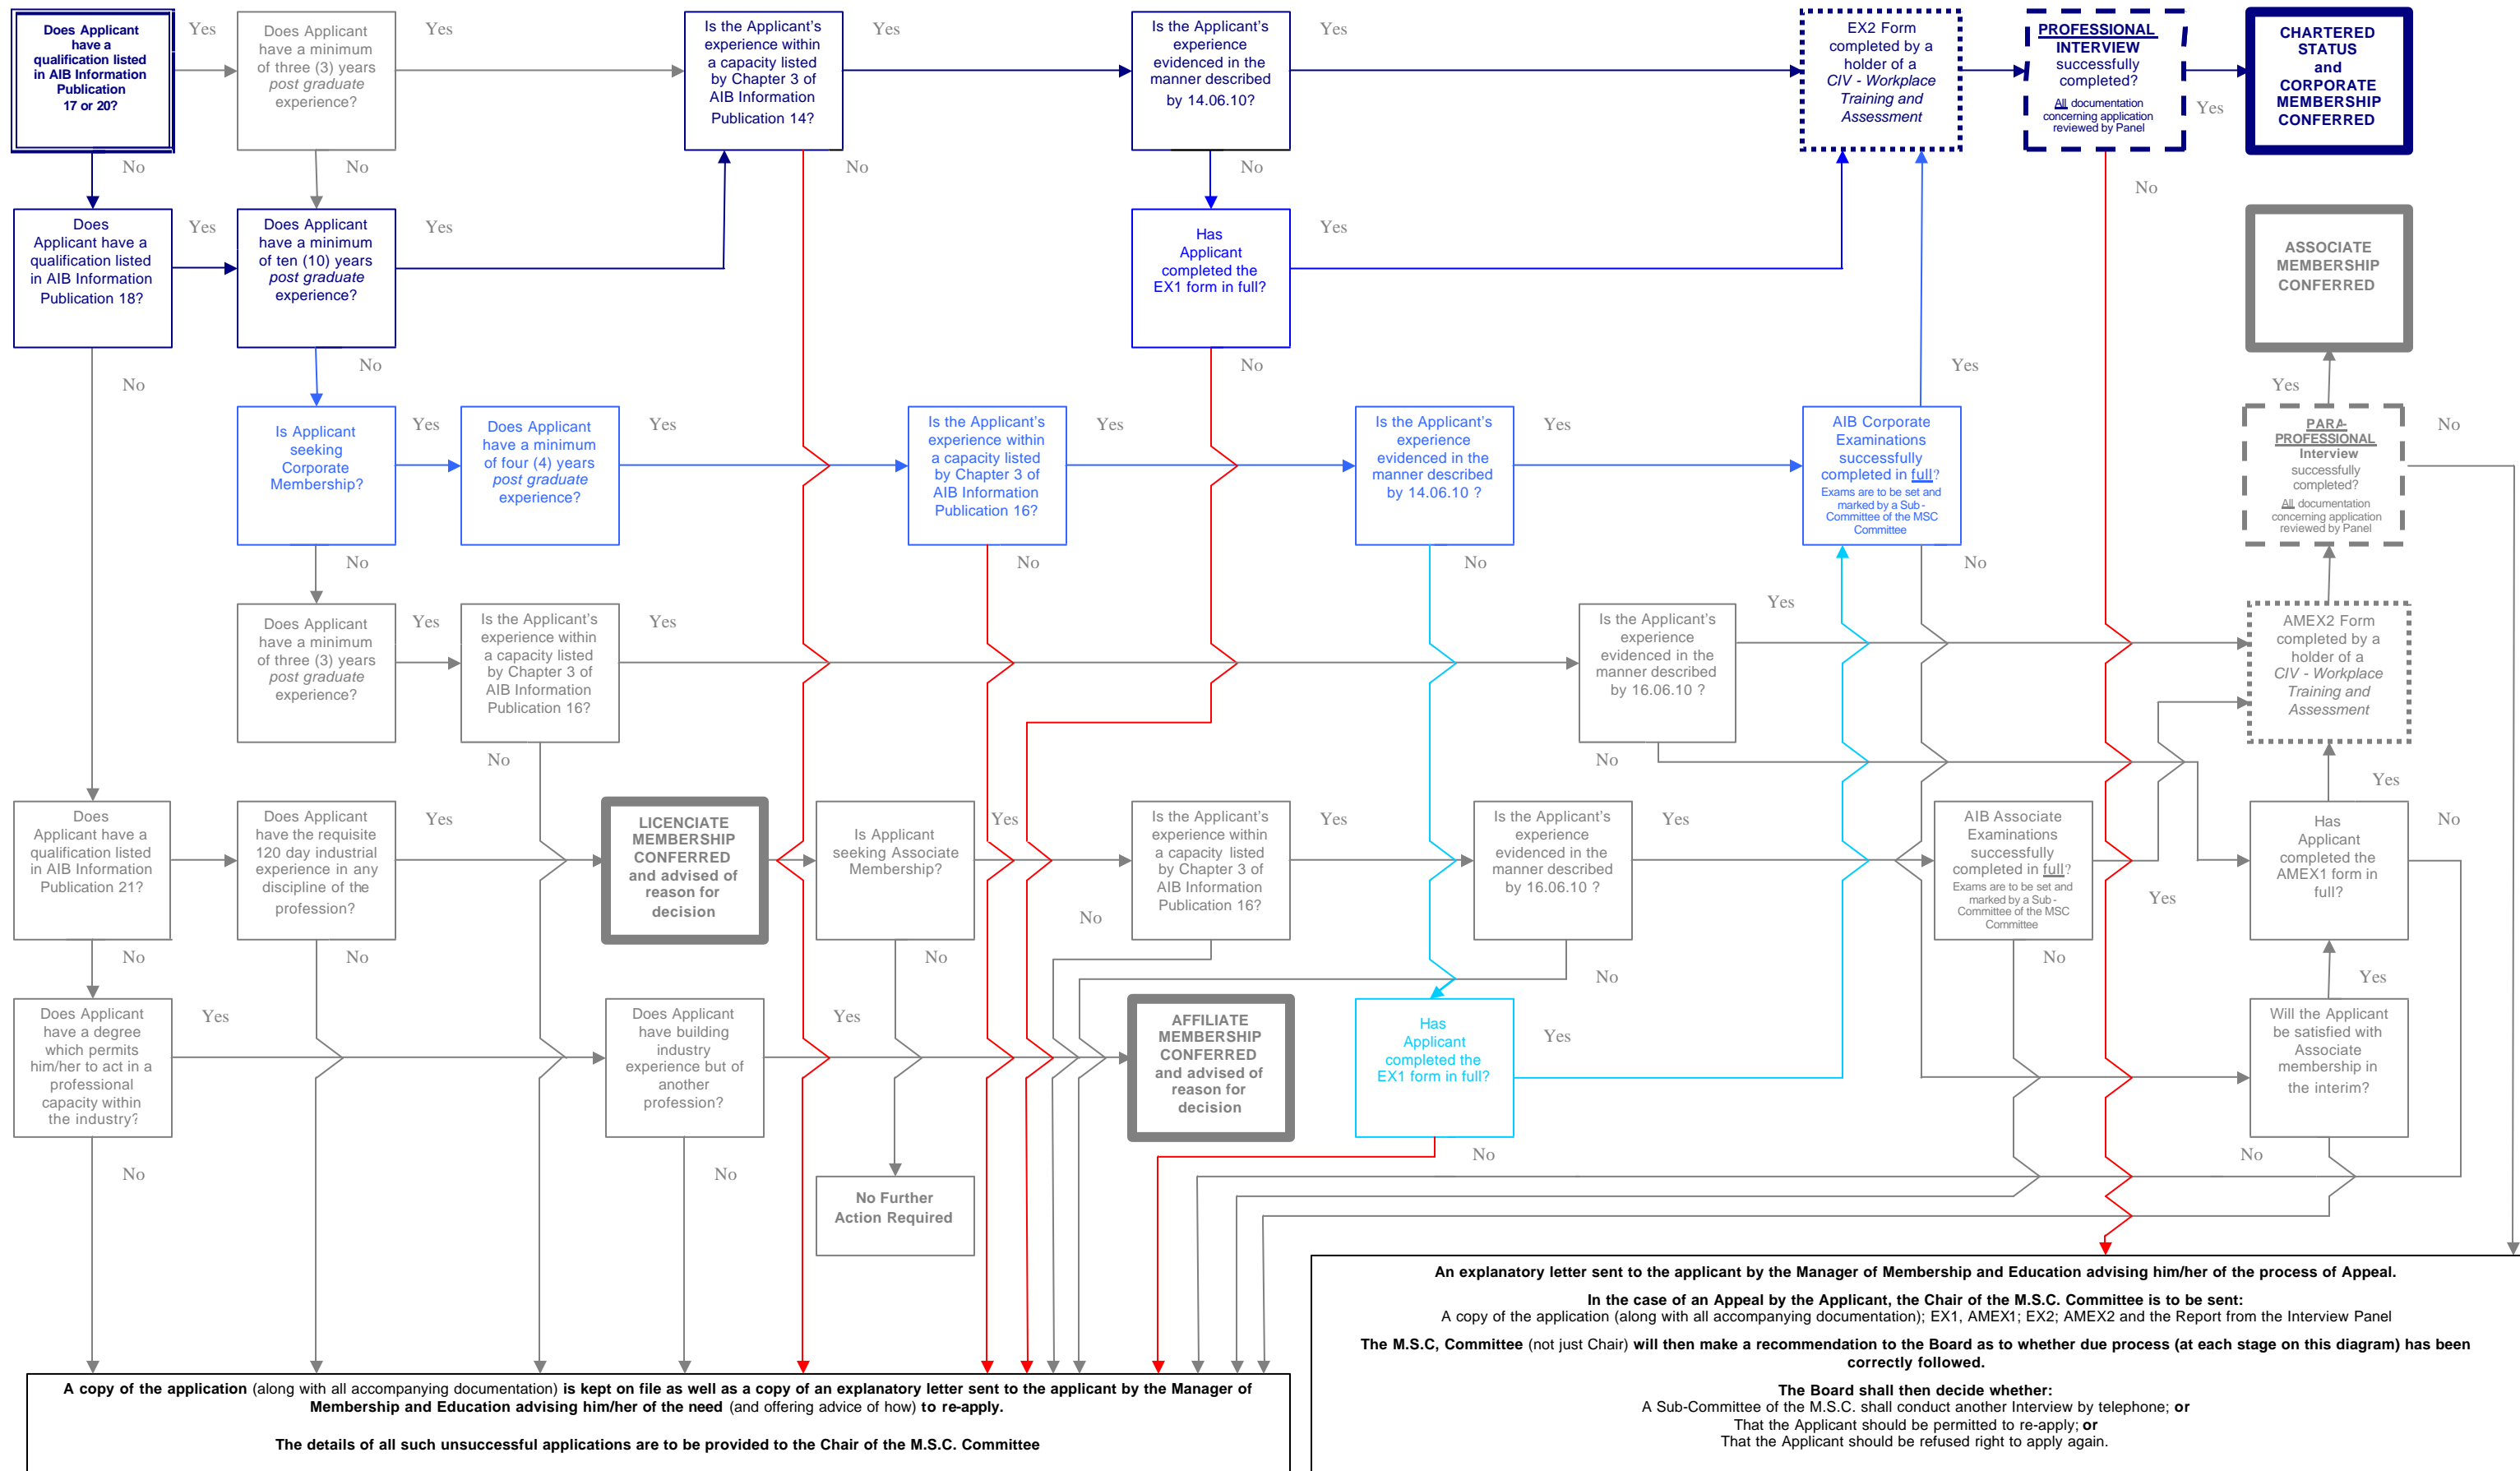 Does Applicant
have a
qualification listed
in AIB Information
Publication
17 or 20?
Yes
No
Does Applicant
have a minimum
of three (3) years
post graduate
experience?
Yes
No
Is the Applicant's
experience within
a capacity listed
by Chapter 3 of
AIB Information
Publication 14?
Yes
No
Is the Applicant's
experience
evidenced in the
manner described
by 14.06.10?
Yes
No
EX2 Form
completed by a
holder of a
CIV - Workplace
Training and
Assessment
PROFESSIONAL
INTERVIEW
successfully
completed?
All documentation
concerning application
reviewed by Panel
Yes
No
CHARTERED
STATUS
and
CORPORATE
MEMBERSHIP
CONFERRED
Does
Applicant have a
qualification listed
in AIB Information
Publication 18?
Yes
No
Does Applicant
have a minimum
of ten (10) years
post graduate
experience?
Yes
No
Has
Applicant
completed the
EX1 form in full?
Yes
No
ASSOCIATE
MEMBERSHIP
CONFERRED
Is Applicant
seeking
Corporate
Membership?
Yes
No
Does Applicant
have a minimum
of four (4) years
post graduate
experience?
Yes
Is the Applicant's
experience within
a capacity listed
by Chapter 3 of
AIB Information
Publication 16?
Yes
No
Is the Applicant's
experience
evidenced in the
manner described
by 14.06.10 ?
Yes
No
AIB Corporate
Examinations
successfully
completed in full?
Exams are to be set and
marked by a Sub -
Committee of the MSC
Committee
Yes
No
PARA-
PROFESSIONAL
Interview
successfully
completed?
All documentation
concerning application
reviewed by Panel
Yes
No
Does Applicant
have a minimum
of three (3) years
post graduate
experience?
Yes
Is the Applicant's
experience within
a capacity listed
by Chapter 3 of
AIB Information
Publication 16?
Yes
No
Is the Applicant's
experience
evidenced in the
manner described
by 16.06.10 ?
Yes
No
AMEX2 Form
completed by a
holder of a
CIV - Workplace
Training and
Assessment
Does
Applicant have a
qualification listed
in AIB Information
Publication 21?
No
Does Applicant
have the requisite
120 day industrial
experience in any
discipline of the
profession?
Yes
No
LICENCIATE
MEMBERSHIP
CONFERRED
and advised of
reason for
decision
Is Applicant
seeking Associate
Membership?
Yes
No
Is the Applicant's
experience within
a capacity listed
by Chapter 3 of
AIB Information
Publication 16?
Yes
No
Is the Applicant's
experience
evidenced in the
manner described
by 16.06.10 ?
Yes
No
AIB Associate
Examinations
successfully
completed in full?
Exams are to be set and
marked by a Sub -
Committee of the MSC
Committee
Yes
No
Has
Applicant
completed the
AMEX1 form in
full?
Yes
No
Does Applicant
have a degree
which permits
him/her to act in a
professional
capacity within
the industry?
Yes
No
Does Applicant
have building
industry
experience but of
another
profession?
Yes
No
AFFILIATE
MEMBERSHIP
CONFERRED
and advised of
reason for
decision
Has
Applicant
completed the
EX1 form in full?
Yes
No
Will the Applicant
be satisfied with
Associate
membership in
the interim?
Yes
No
No Further
Action Required
A copy of the application (along with all accompanying documentation) is kept on file as well as a copy of an explanatory letter sent to the applicant by the Manager of
Membership and Education advising him/her of the need (and offering advice of how) to re-apply.
The details of all such unsuccessful applications are to be provided to the Chair of the M.S.C. Committee
An explanatory letter sent to the applicant by the Manager of Membership and Education advising him/her of the process of Appeal.
In the case of an Appeal by the Applicant, the Chair of the M.S.C. Committee is to be sent:
A copy of the application (along with all accompanying documentation); EX1, AMEX1; EX2; AMEX2 and the Report from the Interview Panel
The M.S.C, Committee (not just Chair) will then make a recommendation to the Board as to whether due process (at each stage on this diagram) has been
correctly followed.
The Board shall then decide whether:
A Sub-Committee of the M.S.C. shall conduct another Interview by telephone; or
That the Applicant should be permitted to re-apply; or
That the Applicant should be refused right to apply again.